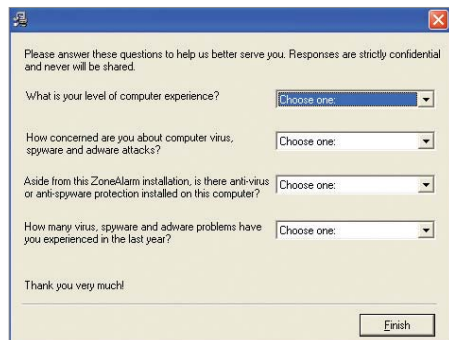 Please answer these questions to help us better serve you. Responses are strictly confidential
and never will be shared.
What is your level of computer experience?
Choose one:
How concerned are you about computer virus,
spyware and adware attacks?
Choose one:
Aside from this ZoneAlarm installation, is there anti-virus
or anti-spyware protection installed on this computer?
Choose one:
How many virus, spyware and adware problems have
you experienced in the last year?
Choose one:
Thank you very much!
Finish